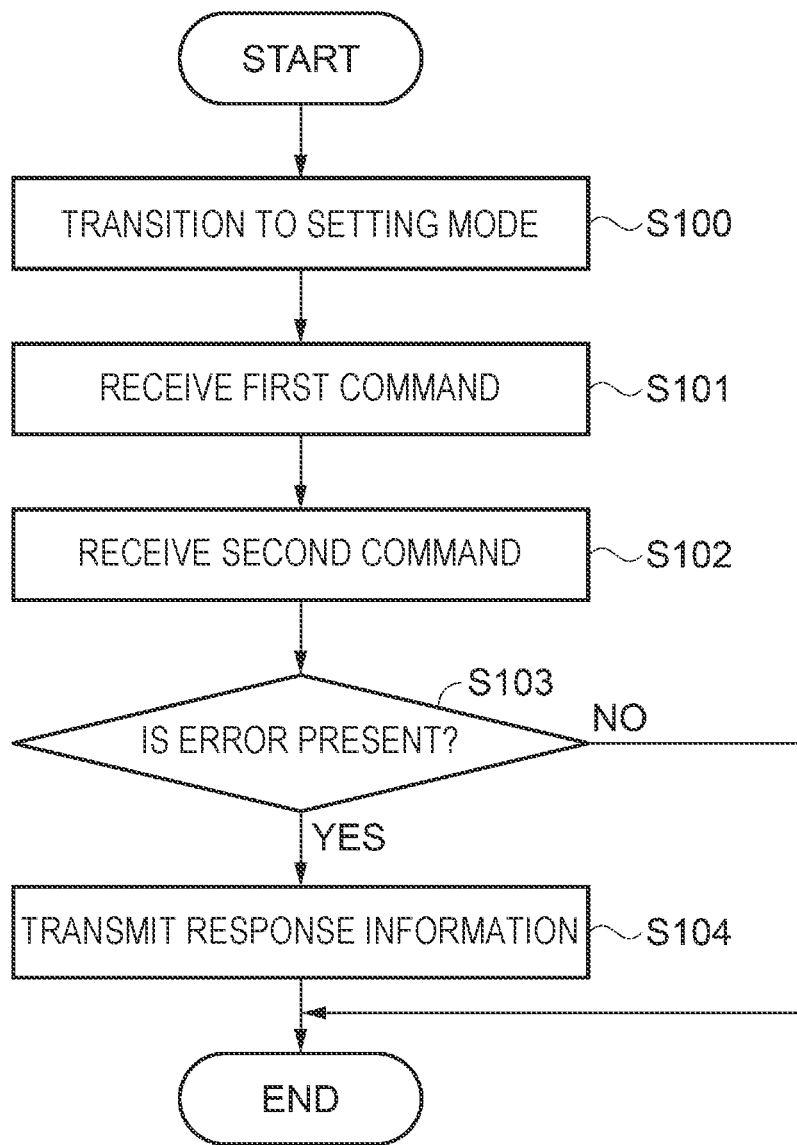 START
TRANSITION TO SETTING MODE
S100
RECEIVE FIRST COMMAND
S101
RECEIVE SECOND COMMAND
S102
S103
IS ERROR PRESENT?
NO
YES
TRANSMIT RESPONSE INFORMATION
S104
END